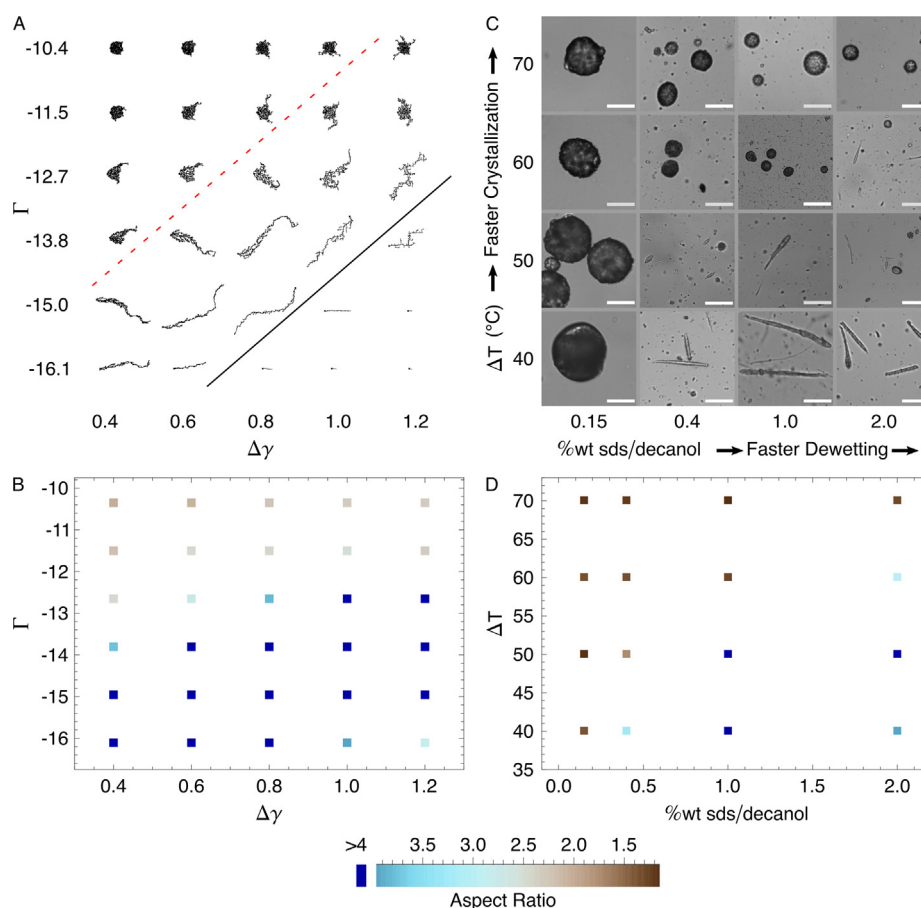 A
-10.4
-11.5
-12.7
Γ
-13.8
-15.0
-16.1
0.4 0.6 0.8 1.0 1.2
Δγ
C
70
60
50
40
ΔT (°C) → Faster Crystallization →
0.15 0.4 1.0 2.0
%wt sds/decanol → Faster Dewetting →
B
-10
-11
-12
Γ
-13
-14
-15
-16
0.4 0.6 0.8 1.0 1.2
Δγ
D
70
65
60
55
ΔT
50
45
40
35
0.0 0.5 1.0 1.5 2.0
%wt sds/decanol
>4 3.5 3.0 2.5 2.0 1.5
Aspect Ratio